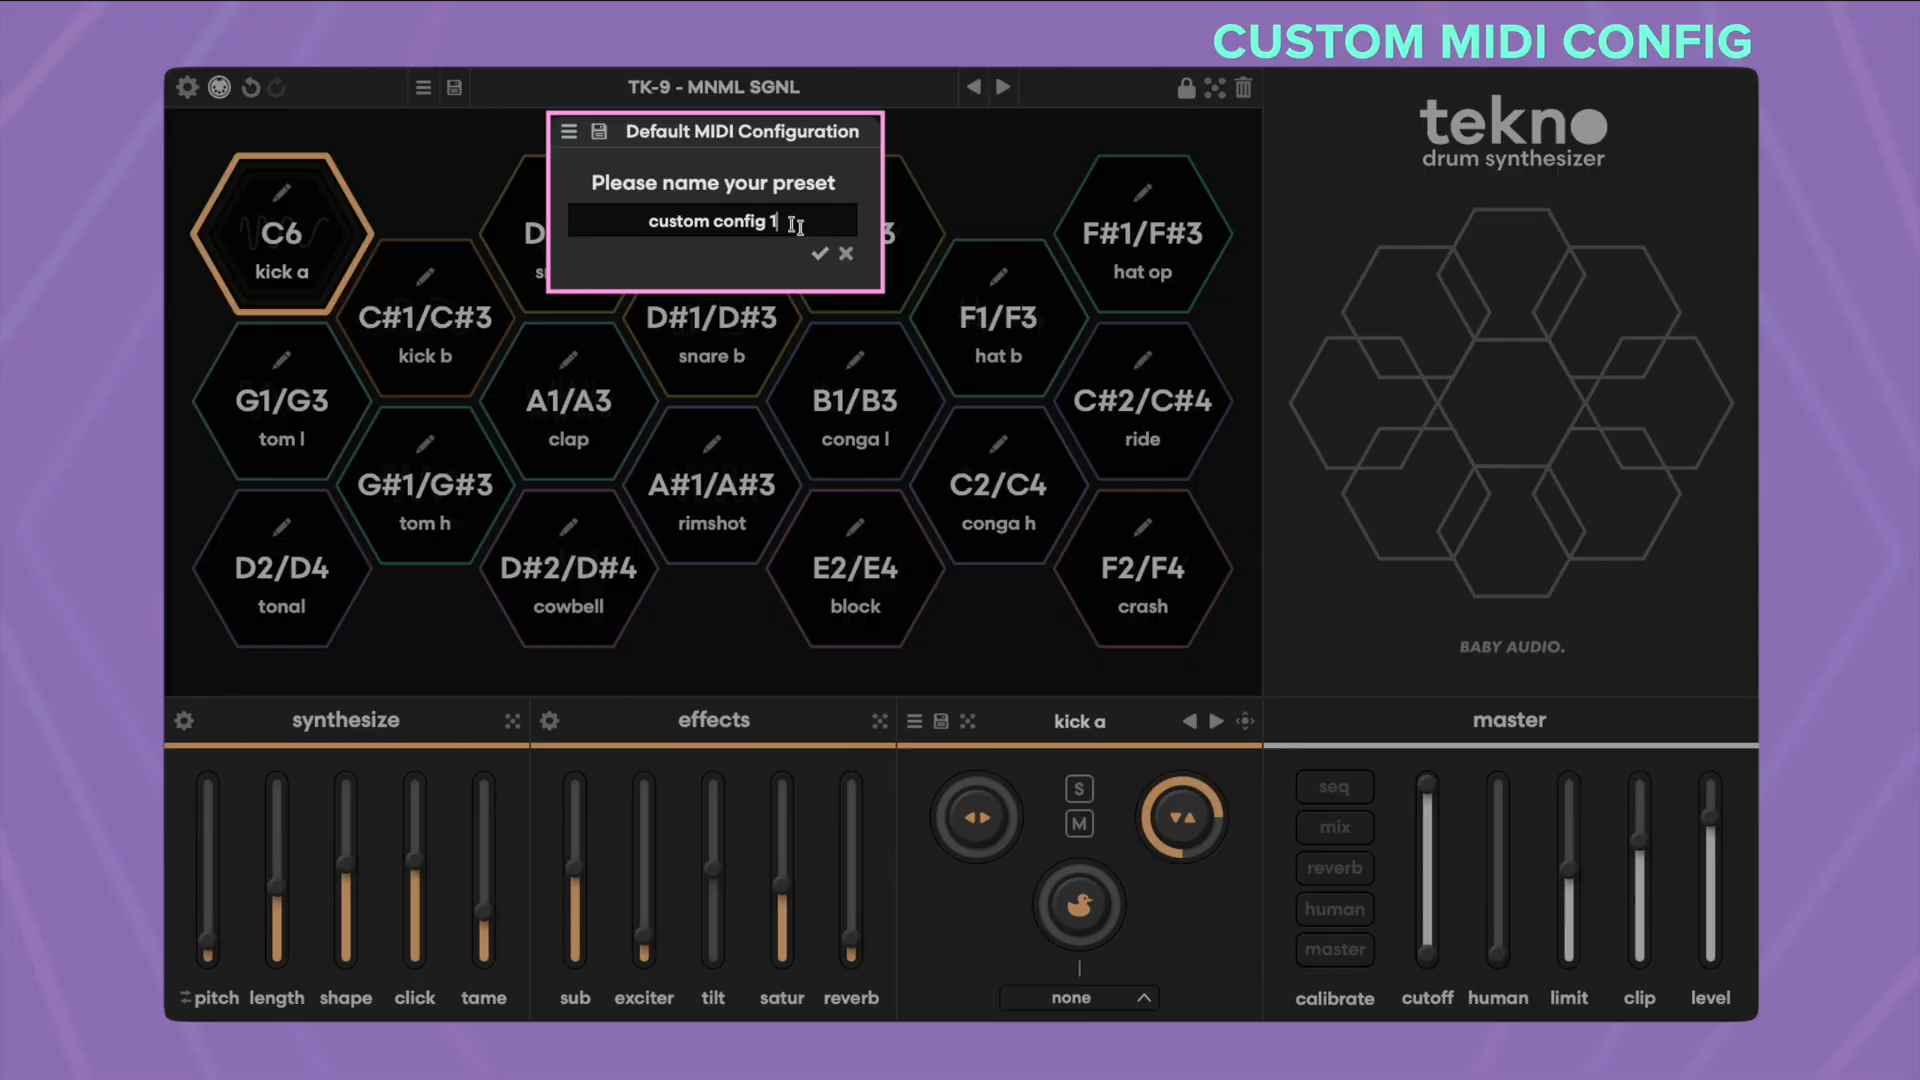 CUSTOM MIDI CONFIG
TK-9 - MNML SGNL
Default MIDI Configuration
Please name your preset
custom config 1
C6
kick a
C#1/C#3
kick b
D#1/D#3
snare b
F1/F3
hat b
F#1/F#3
hat op
G1/G3
tom l
A1/A3
clap
B1/B3
conga l
C#2/C#4
ride
G#1/G#3
tom h
A#1/A#3
rimshot
C2/C4
conga h
D2/D4
tonal
D#2/D#4
cowbell
E2/E4
block
F2/F4
crash
tekno
drum synthesizer
BABY AUDIO.
synthesize
effects
kick a
master
S
M
seq
mix
reverb
human
master
none
pitch length shape click tame
sub exciter tilt satur reverb
calibrate cutoff human limit clip level